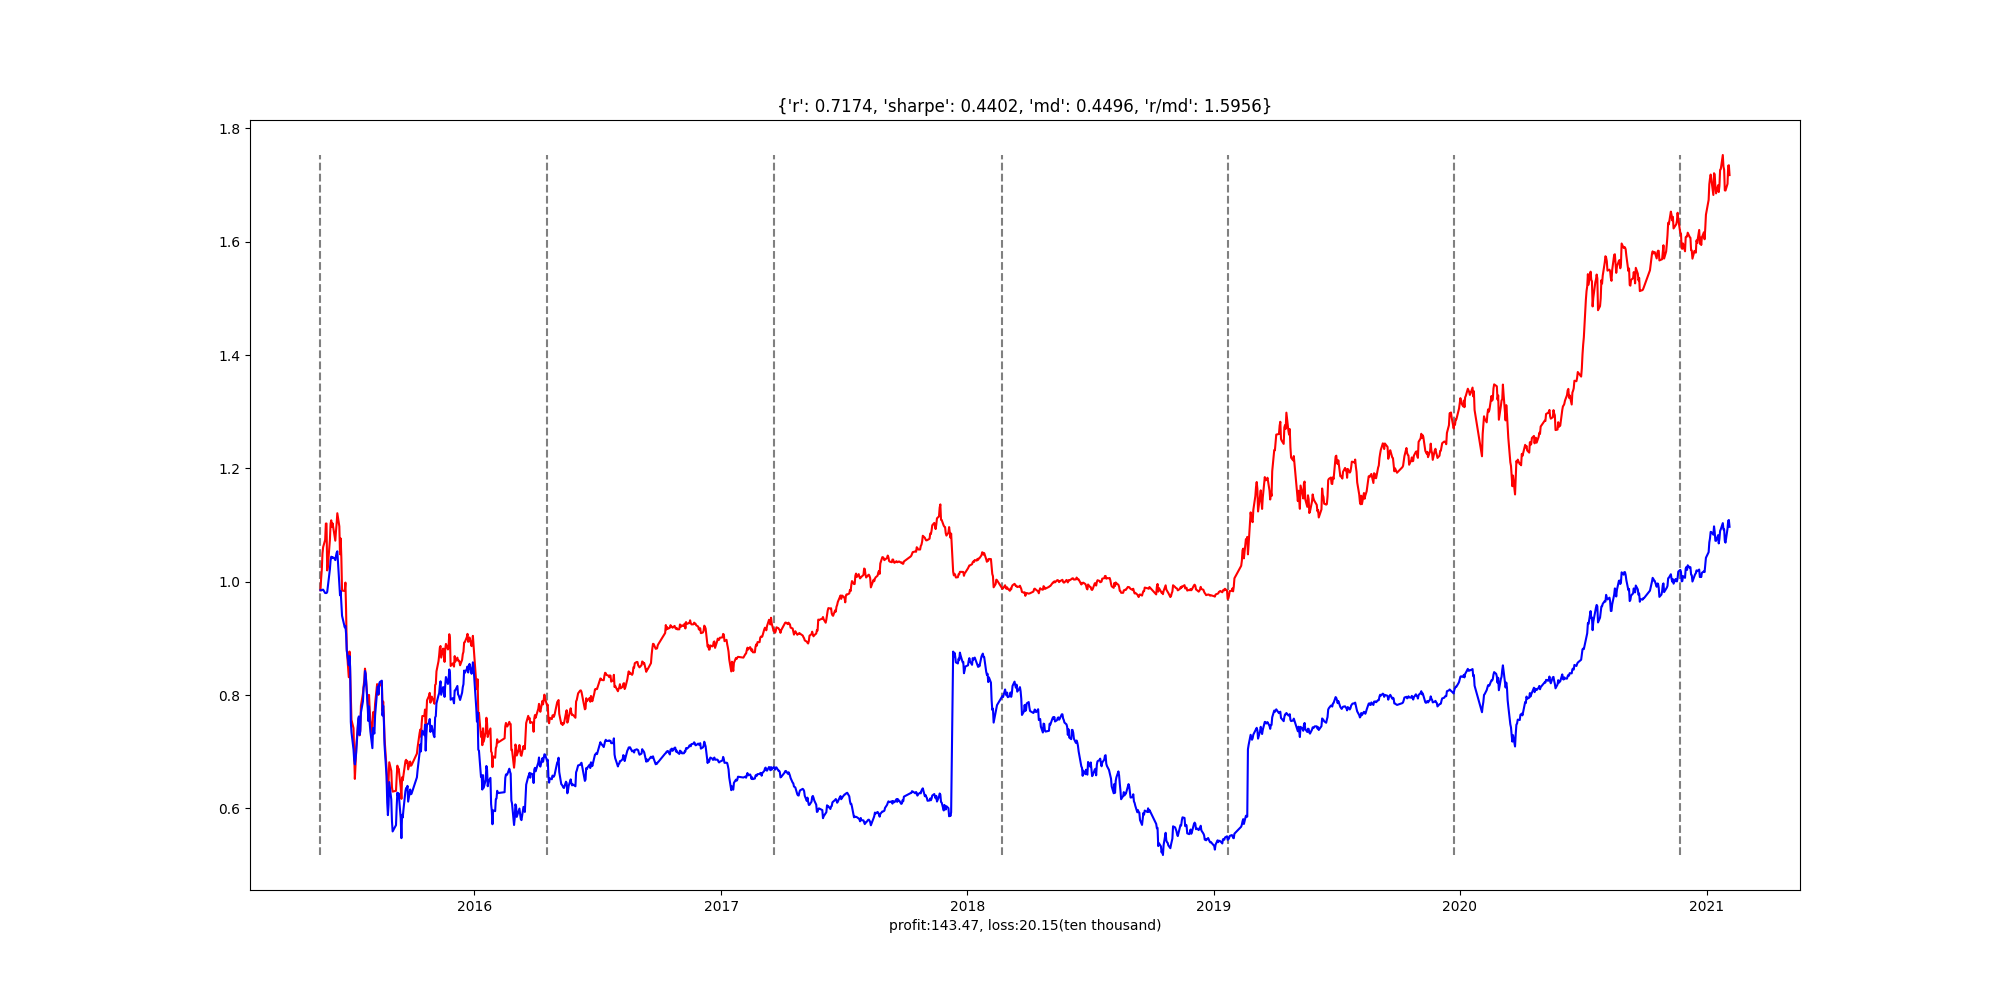 {'r': 0.7174, 'sharpe': 0.4402, 'md': 0.4496, 'r/md': 1.5956}
1.8
1.6
1.4
1.2
1.0
0.8
0.6
2016 2017 2018 2019 2020 2021
profit:143.47, loss:20.15(ten thousand)